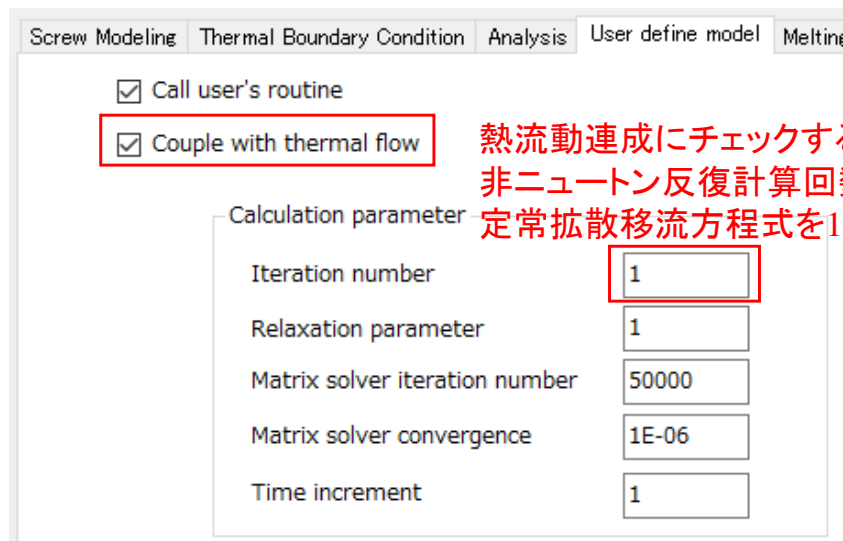 Screw Modeling Thermal Boundary Condition Analysis User define model Melting
Call user's routine
Couple with thermal flow
熱流動連成にチェックする
非ニュートン反復計算回数
定常拡散移流方程式を1
Calculation parameter
Iteration number 1
Relaxation parameter 1
Matrix solver iteration number 50000
Matrix solver convergence 1E-06
Time increment 1